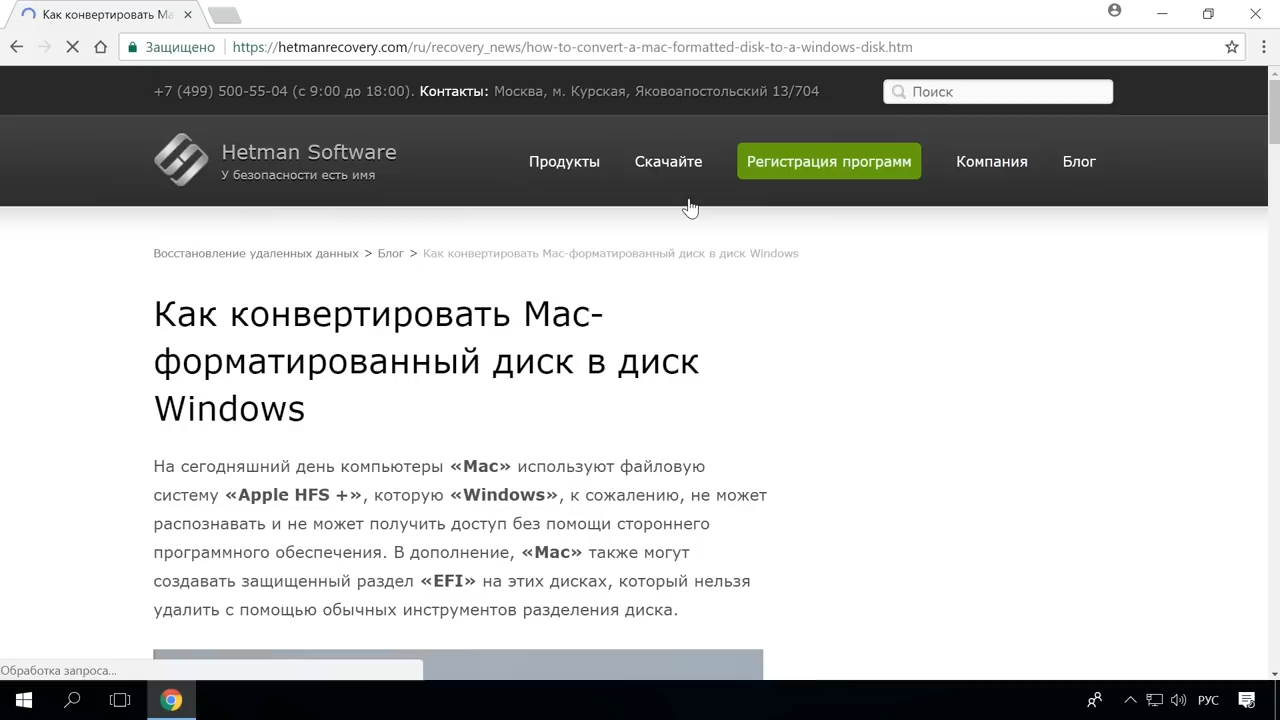 Как конвертировать Ma
Защищено
https://hetmanrecovery.com/ru/recovery_news/how-to-convert-a-mac-formatted-disk-to-a-windows-disk.htm
+7 (499) 500-55-04 (с 9:00 до 18:00). Контакты: Москва, м. Курская, Яковоапостольский 13/704
Поиск
Hetman Software
У безопасности есть имя
Продукты
Скачайте
Регистрация программ
Компания
Блог
Восстановление удаленных данных > Блог > Как конвертировать Mac-форматированный диск в диск Windows
Как конвертировать Mac-
форматированный диск в диск
Windows
На сегодняшний день компьютеры «Mac» используют файловую
систему «Apple HFS +», которую «Windows», к сожалению, не может
распознавать и не может получить доступ без помощи стороннего
программного обеспечения. В дополнение, «Mac» также могут
создавать защищенный раздел «EFI» на этих дисках, который нельзя
удалить с помощью обычных инструментов разделения диска.
Обработка запроса...
РУС